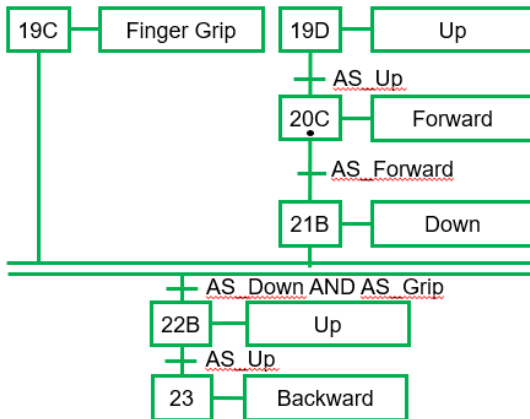 19C Finger Grip 19D Up
AS_Up
20C Forward
AS_Forward
21B Down
AS_Down AND AS_Grip
22B Up
AS_Up
23 Backward